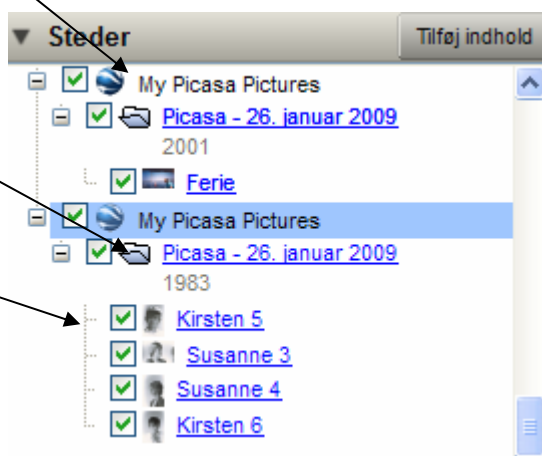 Steder Tilføj indhold
My Picasa Pictures
Picasa - 26. januar 2009
2001
Ferie
My Picasa Pictures
Picasa - 26. januar 2009
1983
Kirsten 5
Susanne 3
Susanne 4
Kirsten 6